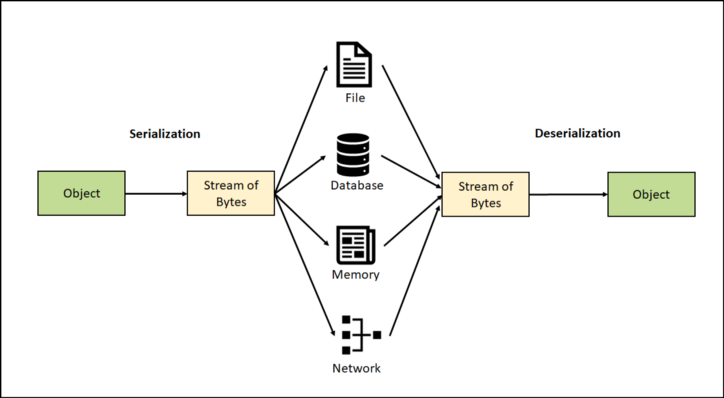 File
Serialization
Deserialization
Database
Object
Stream of
Bytes
Stream of
Bytes
Object
Memory
Network